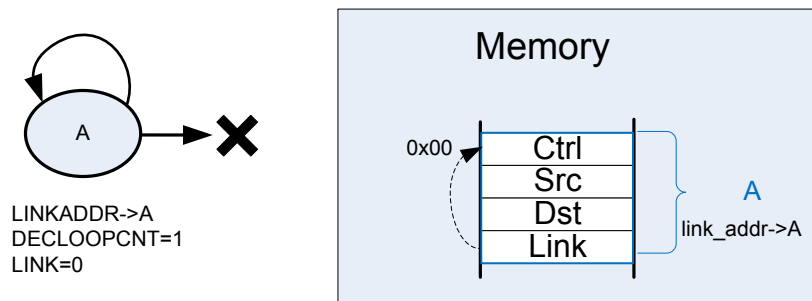 A
LINKADDR->A
DECLOOPCNT=1
LINK=0
Memory
0x00
Ctrl
Src
Dst
Link
A
link_addr->A